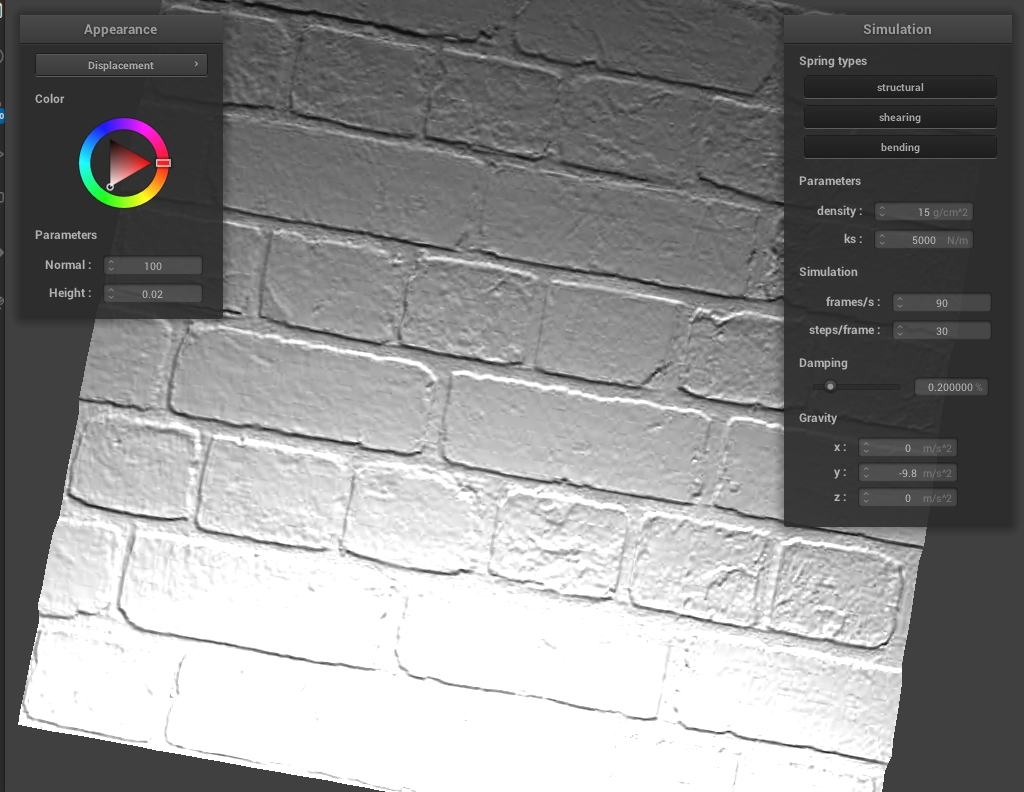 Appearance
Displacement
Color
Parameters
Normal : 100
Height : 0.02
Simulation
Spring types
structural
shearing
bending
Parameters
density : 15 g/cm^2
ks : 5000 N/m
Simulation
frames/s : 90
steps/frame : 30
Damping
0.200000 %
Gravity
x : 0 m/s^2
y : -9.8 m/s^2
z : 0 m/s^2